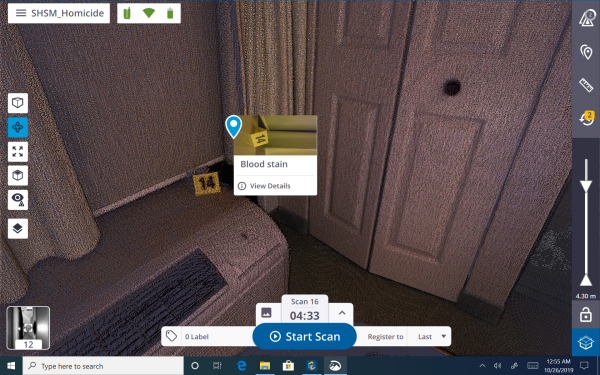 SHSM_Homicide
2
14
Blood stain
View Details
14
4.30 m
Scan 16
04:33
12
0 Label
Start Scan
Register to
Last
Type here to search
12:55 AM
10/26/2019